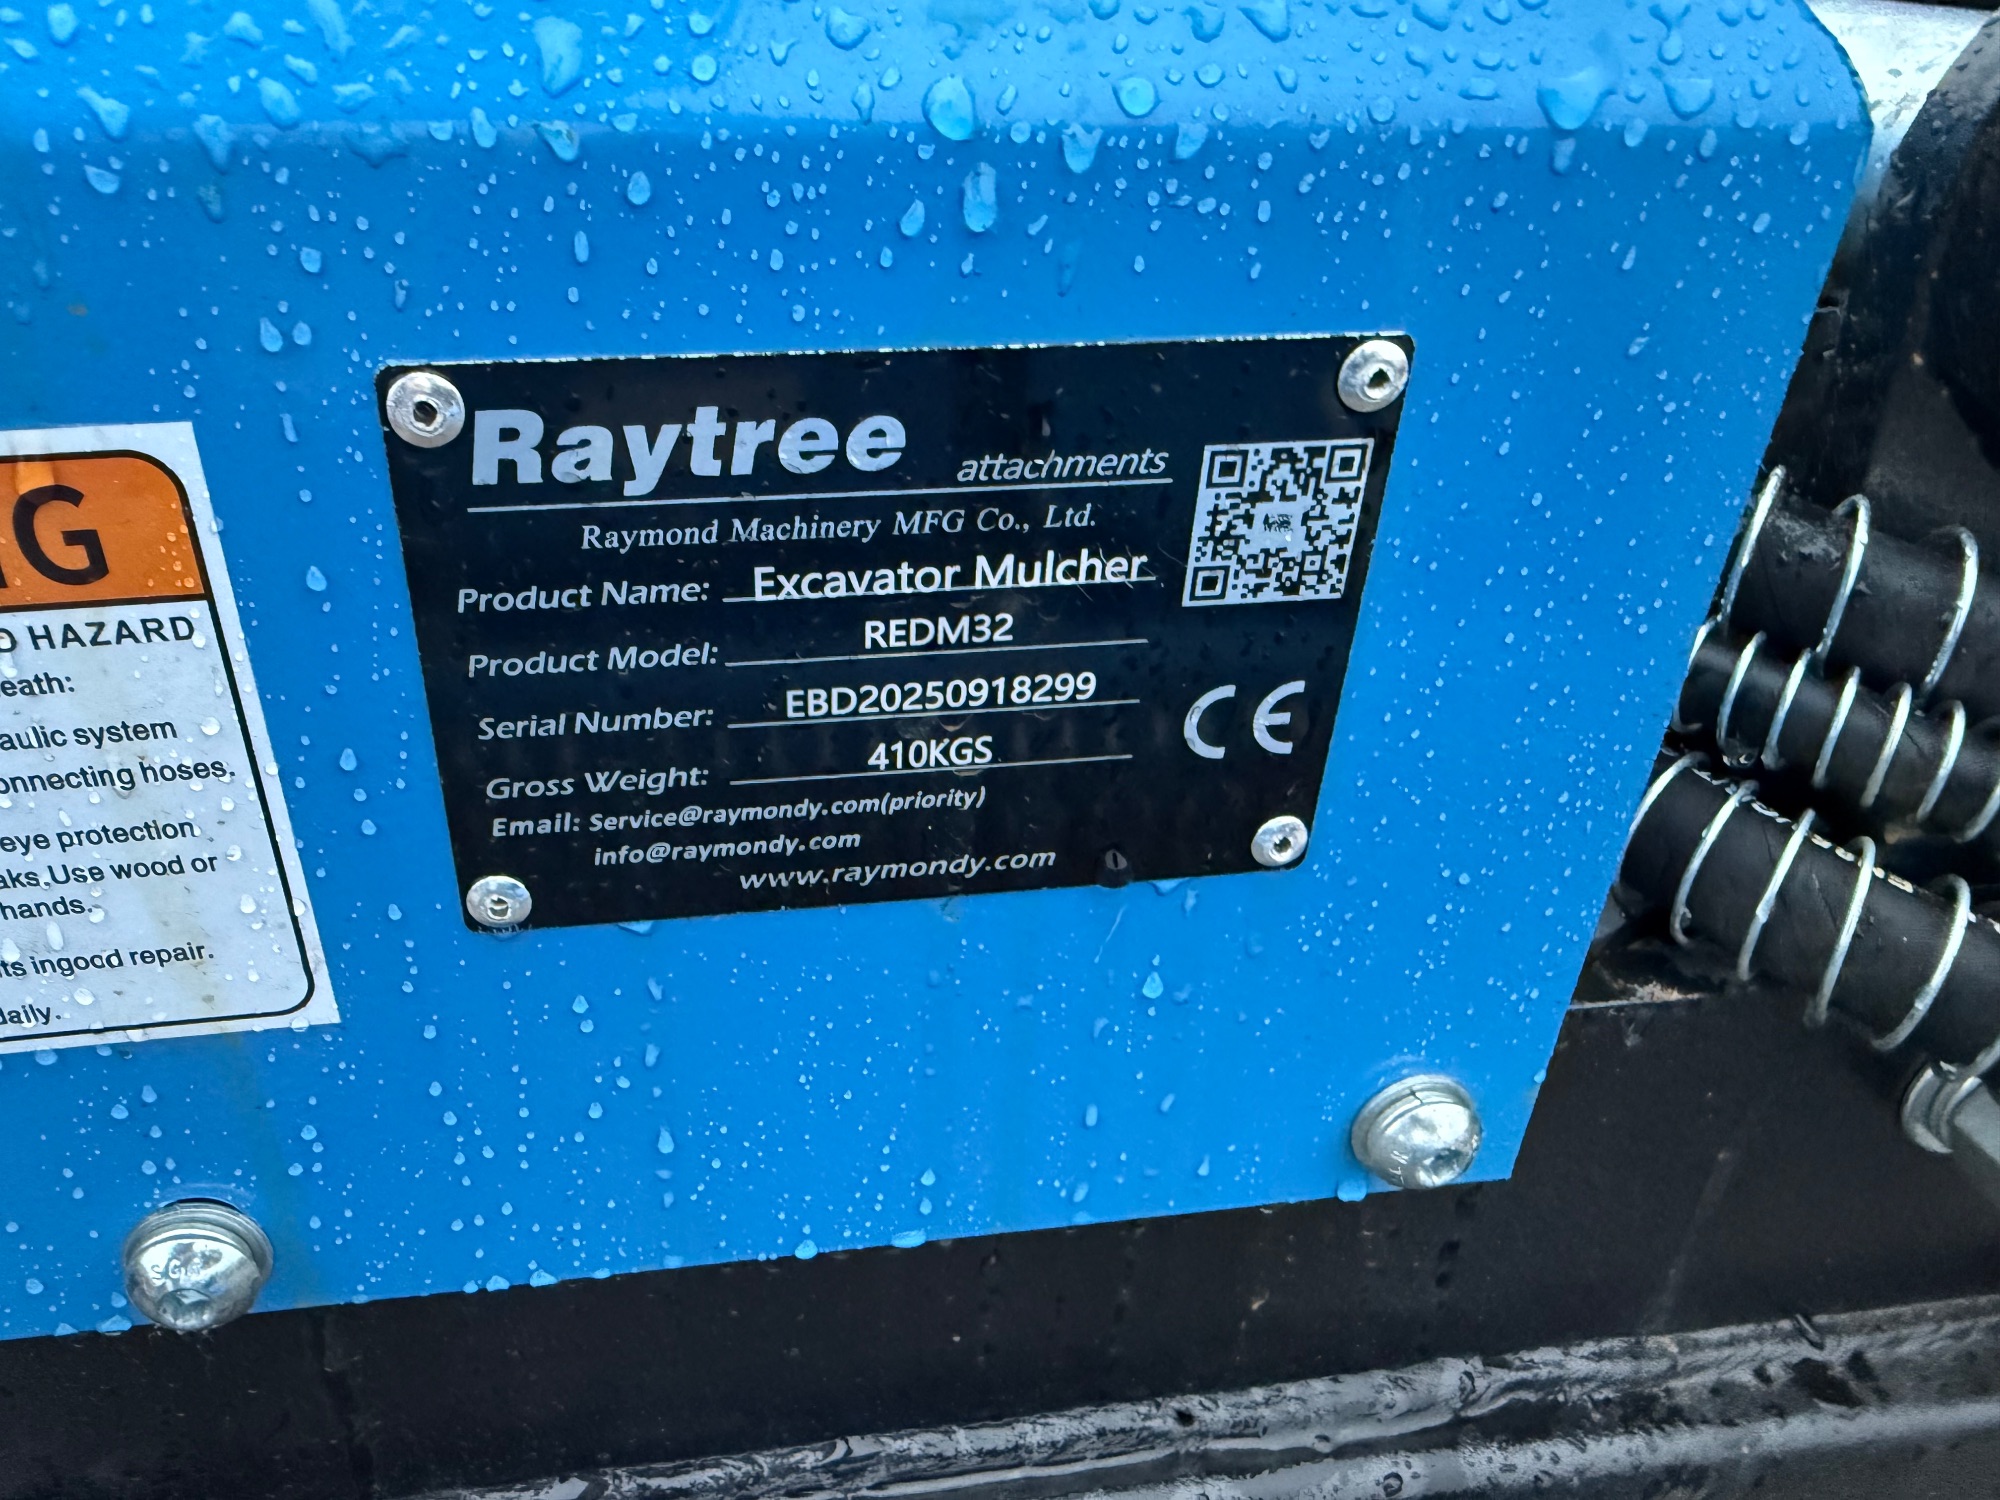 Raytree attachments
Raymond Machinery MFG Co., Ltd.
Product Name: Excavator Mulcher
Product Model: REDM32
Serial Number: EBD20250918299
Gross Weight: 410KGS
Email: Service@raymondy.com(priority)
info@raymondy.com
www.raymondy.com
CE
G
HAZARD
eath:
aulic system
onnecting hoses.
eye protection
aks.Use wood or
hands.
ts ingood repair.
daily.